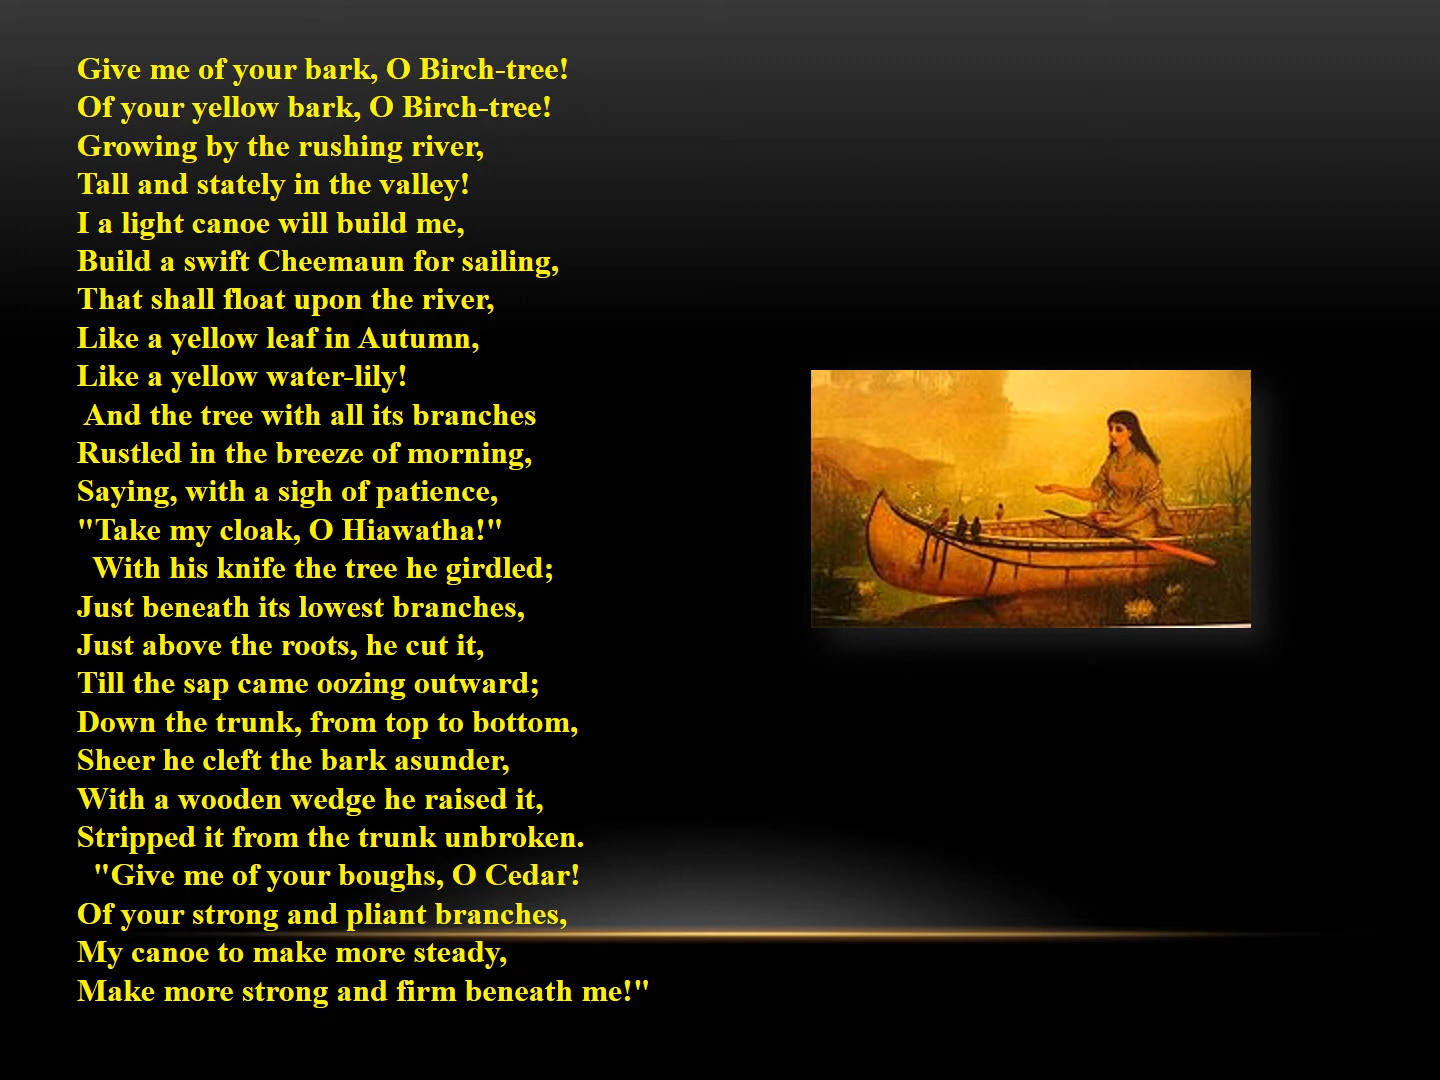 Give me of your bark, O Birch-tree!
Of your yellow bark, O Birch-tree!
Growing by the rushing river,
Tall and stately in the valley!
I a light canoe will build me,
Build a swift Cheemaun for sailing,
That shall float upon the river,
Like a yellow leaf in Autumn,
Like a yellow water-lily!
And the tree with all its branches
Rustled in the breeze of morning,
Saying, with a sigh of patience,
"Take my cloak, O Hiawatha!"
With his knife the tree he girdled;
Just beneath its lowest branches,
Just above the roots, he cut it,
Till the sap came oozing outward;
Down the trunk, from top to bottom,
Sheer he cleft the bark asunder,
With a wooden wedge he raised it,
Stripped it from the trunk unbroken.
"Give me of your boughs, O Cedar!
Of your strong and pliant branches,
My canoe to make more steady,
Make more strong and firm beneath me!"